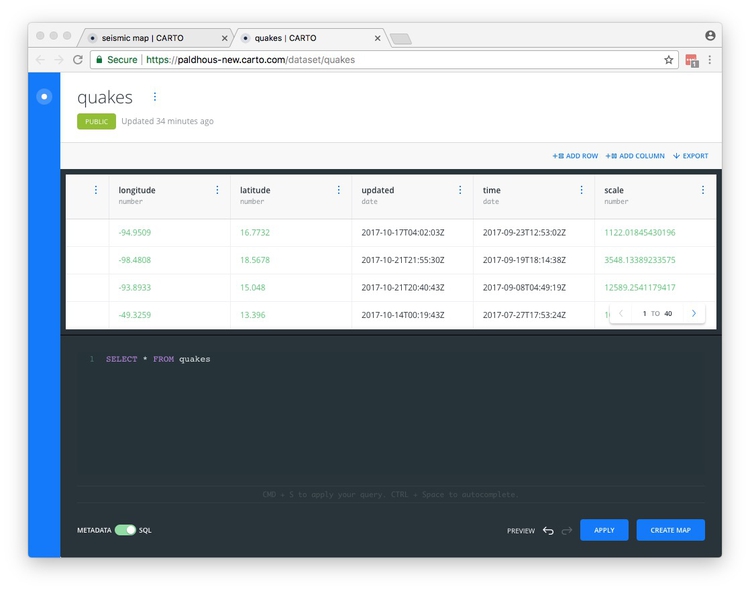 seismic map | CARTO
quakes | CARTO
Secure | https://paldhous-new.carto.com/dataset/quakes
1
quakes
PUBLIC Updated 34 minutes ago
ADD ROW ADD COLUMN EXPORT
longitude latitude updated time scale
number number date date number
-94.9509 16.7732 2017-10-17T04:02:03Z 2017-09-23T12:53:02Z 1122.01845430196
-98.4808 18.5678 2017-10-21T21:55:30Z 2017-09-19T18:14:38Z 3548.13389233575
-93.8933 15.048 2017-10-21T20:40:43Z 2017-09-08T04:49:19Z 12589.2541179417
-49.3259 13.396 2017-10-14T00:19:43Z 2017-07-27T17:53:24Z
1 TO 40
1 SELECT * FROM quakes
CMD + S to apply your query. CTRL + Space to autocomplete.
METADATA SQL PREVIEW APPLY CREATE MAP